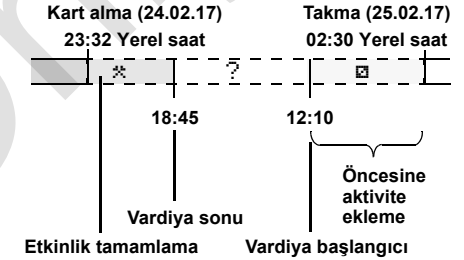 Kart alma (24.02.17) Takma (25.02.17)
23:32 Yerel saat 02:30 Yerel saat
?
18:45 12:10
Öncesine
aktivite
ekleme
Vardiya sonu
Etkinlik tamamlama Vardiya başlangıcı